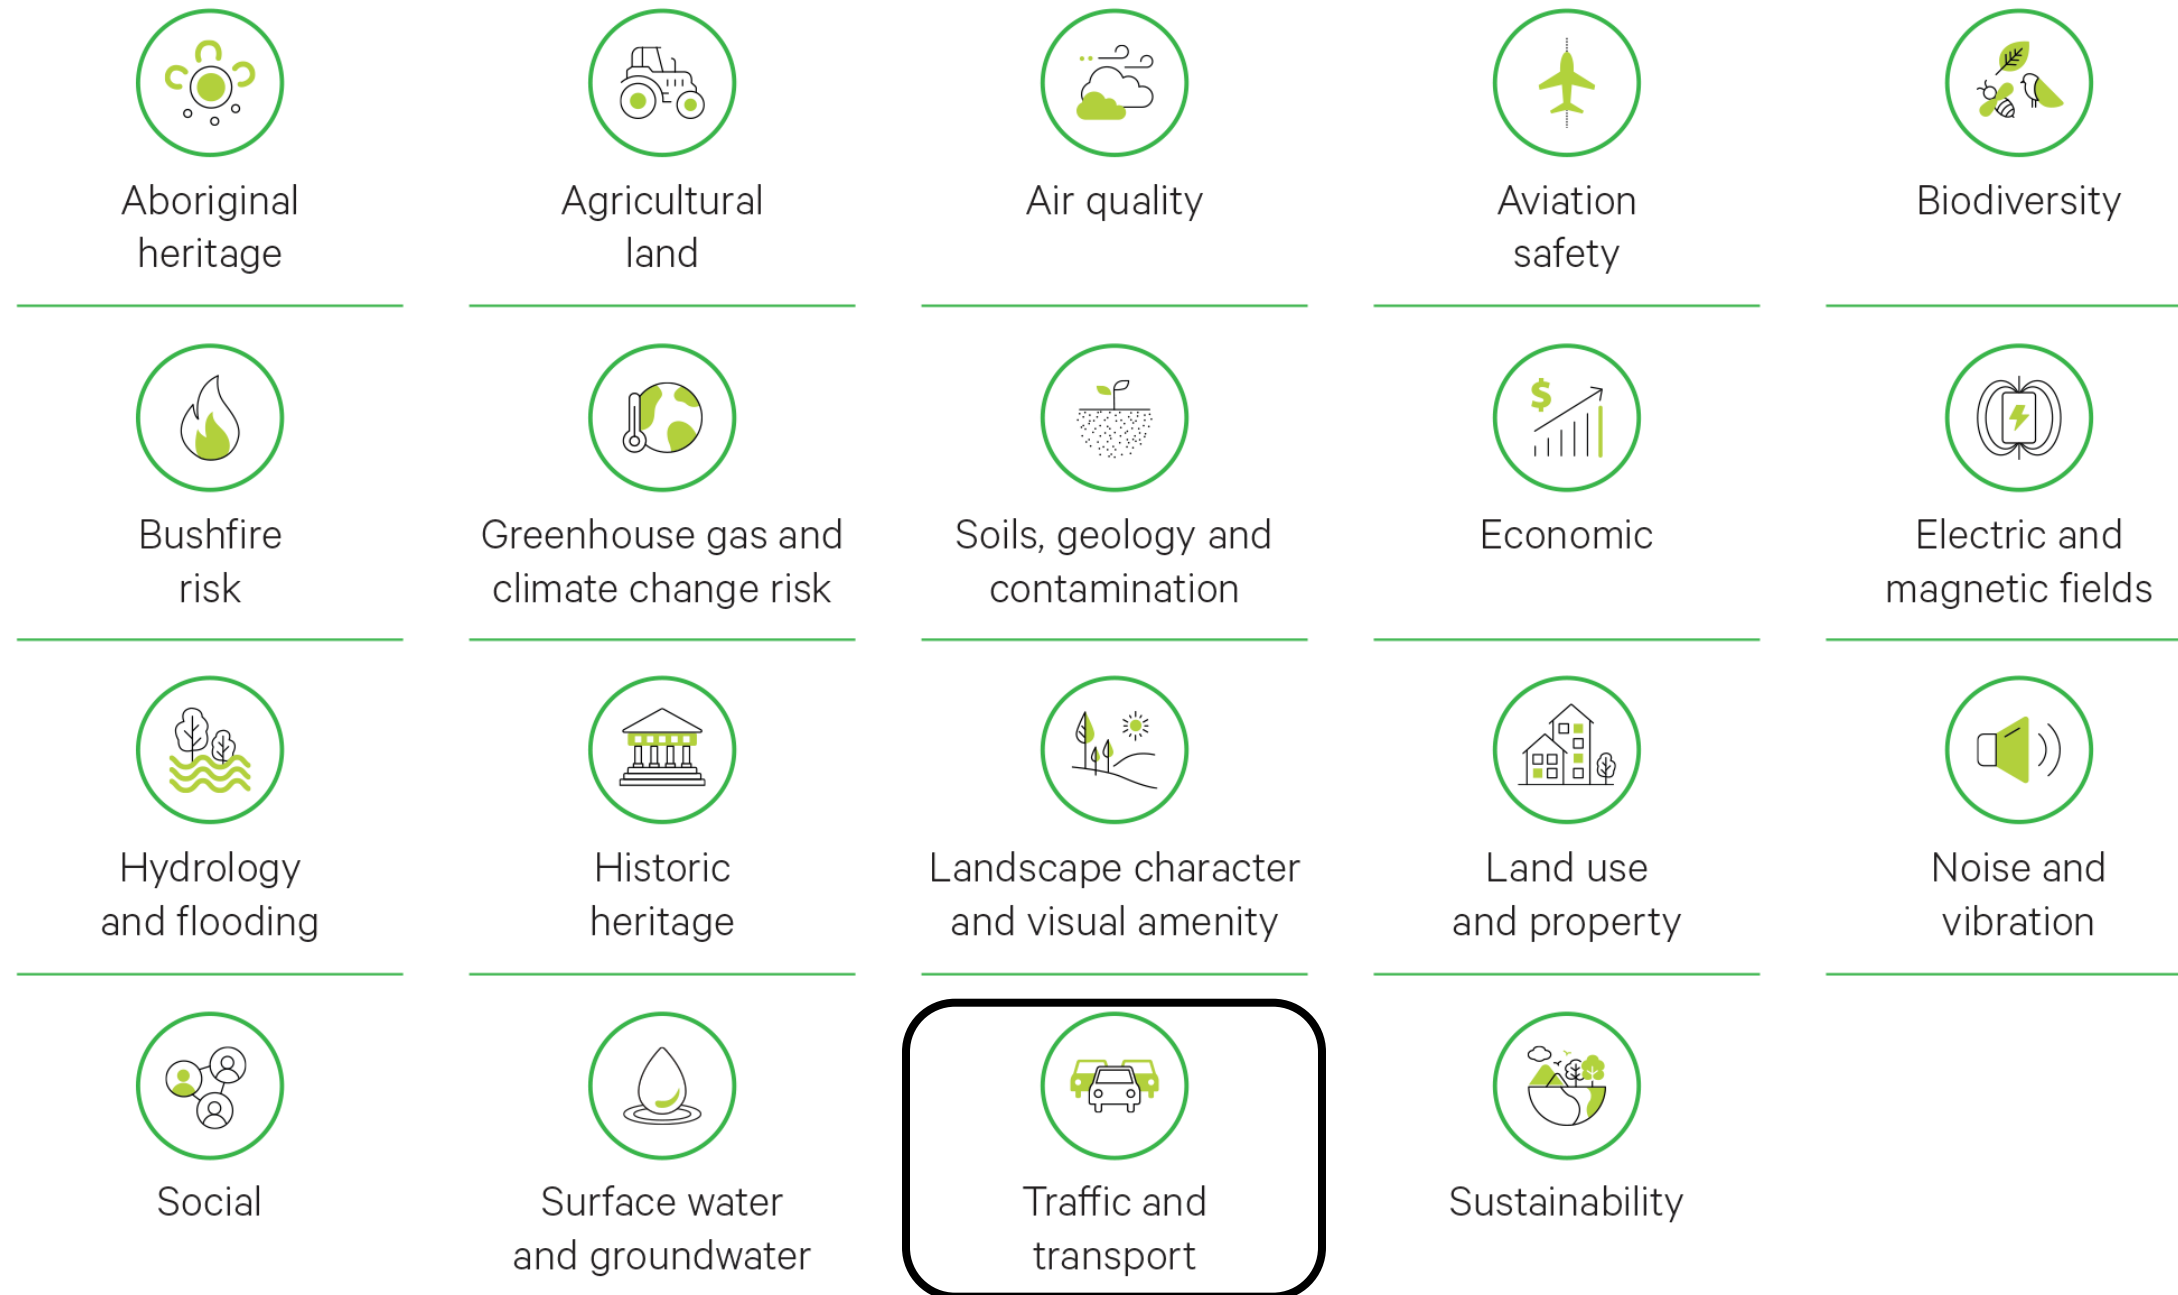 Aboriginal
heritage
Agricultural
land
Air quality
Aviation
safety
Biodiversity
Bushfire
risk
Greenhouse gas and
climate change risk
Soils, geology and
contamination
$
Economic
Electric and
magnetic fields
Hydrology
and flooding
Historic
heritage
Landscape character
and visual amenity
Land use
and property
Noise and
vibration
Social
Surface water
and groundwater
Traffic and
transport
Sustainability